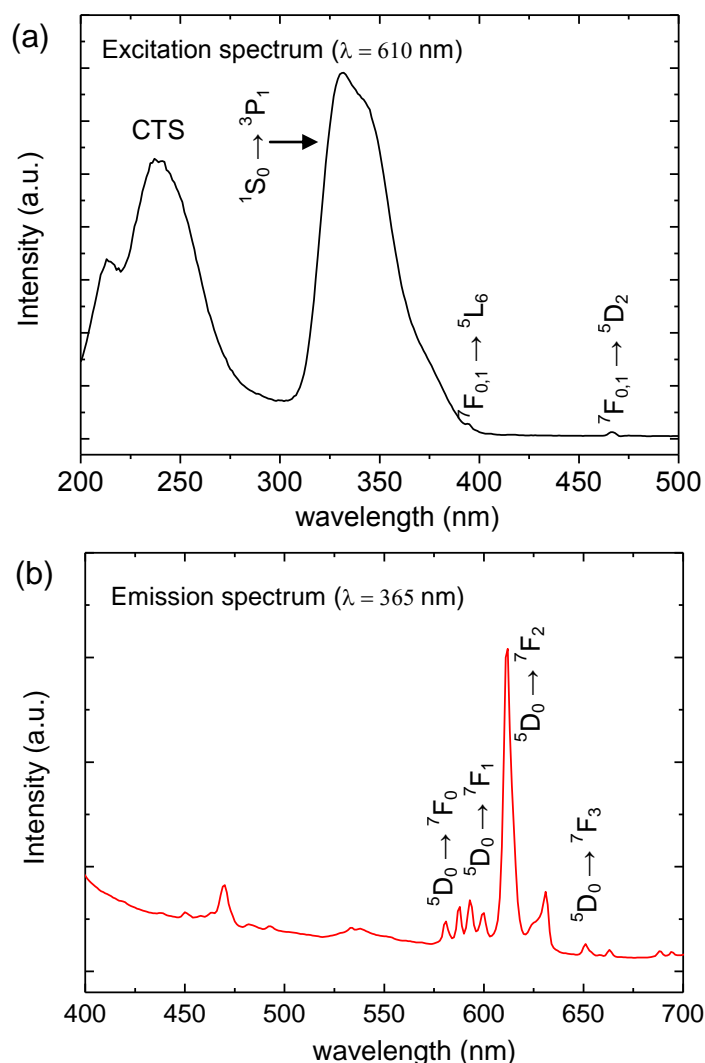 (a)
Excitation spectrum (λ = 610 nm)
CTS
¹S₀ → ³P₁
⁷F₀,₁ → ⁵L₆
⁷F₀,₁ → ⁵D₂
Intensity (a.u.)
200 250 300 350 400 450 500
wavelength (nm)
(b)
Emission spectrum (λ = 365 nm)
⁵D₀ → ⁷F₀
⁵D₀ → ⁷F₁
⁵D₀ → ⁷F₂
⁵D₀ → ⁷F₃
Intensity (a.u.)
400 450 500 550 600 650 700
wavelength (nm)